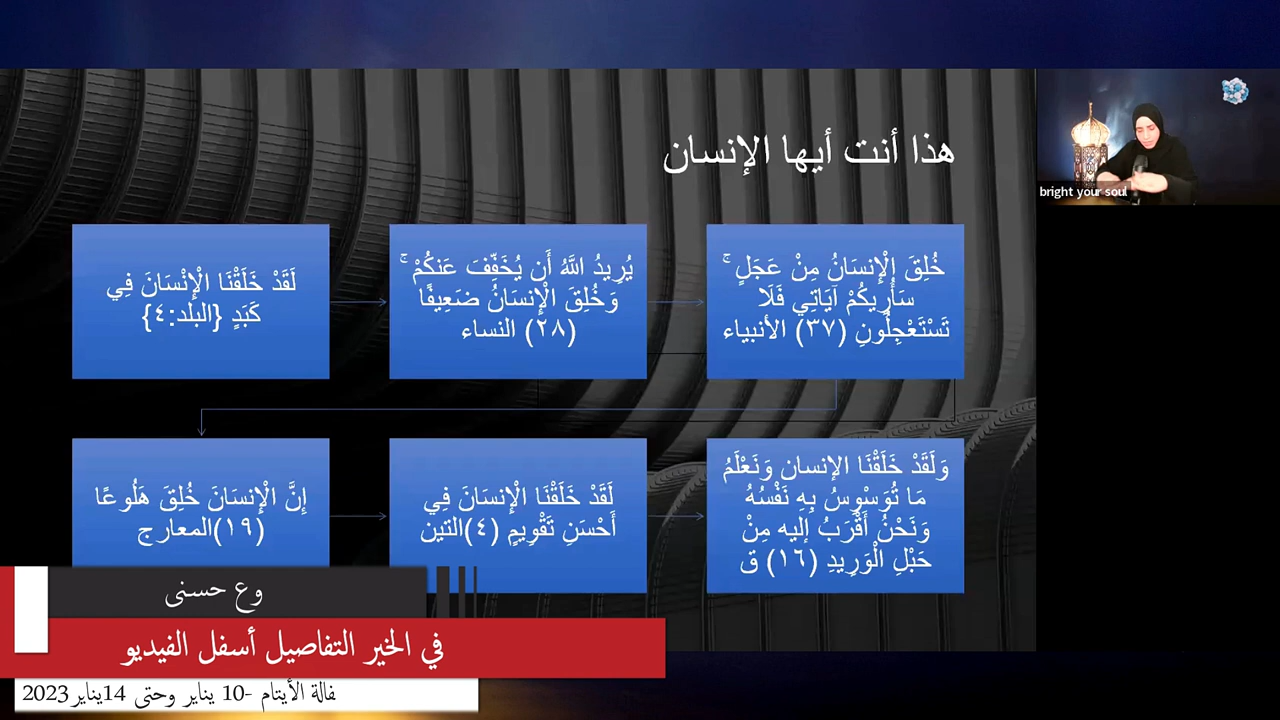 هذا أنت أيها الإنسان
bright your soul
لَقَدْ خَلَقْنَا الْإِنْسَانَ فِي
كَبَدٍ {البلد:٤}
يُرِيدُ اللَّهُ أَن يُخَفِّفَ عَنكُمْ ۚ
وَخُلِقَ الْإِنسَانُ ضَعِيفًا
(٢٨) النساء
خُلِقَ الْإِنسَانُ مِنْ عَجَلٍ ۚ
سَأُرِيكُمْ آيَاتِي فَلَا
تَسْتَعْجِلُونِ (٣٧) الأنبياء
إِنَّ الْإِنسَانَ خُلِقَ هَلُوعًا
(١٩)المعارج
لَقَدْ خَلَقْنَا الْإِنسَانَ فِي
أَحْسَنِ تَقْوِيمٍ (٤)التين
وَلَقَدْ خَلَقْنَا الإنسان وَنَعْلَمُ
مَا تُوَسْوِسُ بِهِ نَفْسُهُ
وَنَحْنُ أَقْرَبُ إليه مِنْ
حَبْلِ الْوَرِيدِ (١٦) ق
وع حسنى
في الخير التفاصيل أسفل الفيديو
فالة الأيتام -10 يناير وحتى 14يناير2023